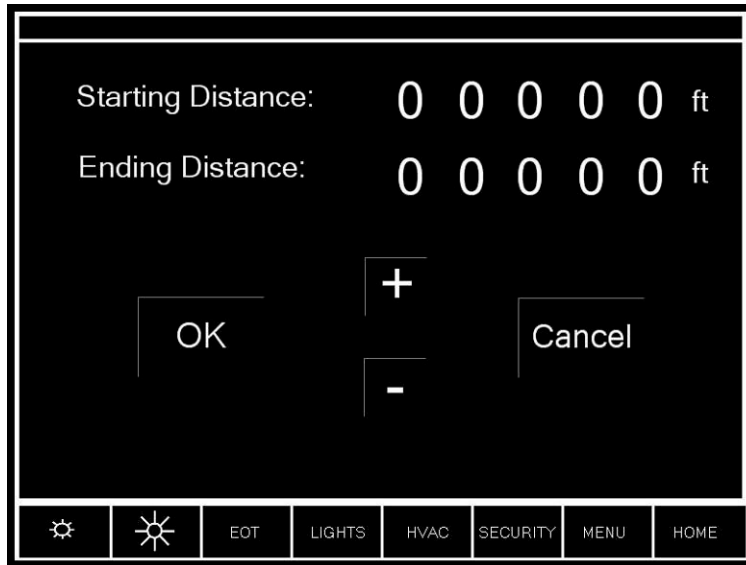 Starting Distance: 0 0 0 0 0 ft
Ending Distance: 0 0 0 0 0 ft
+
OK Cancel
-
EOT LIGHTS HVAC SECURITY MENU HOME